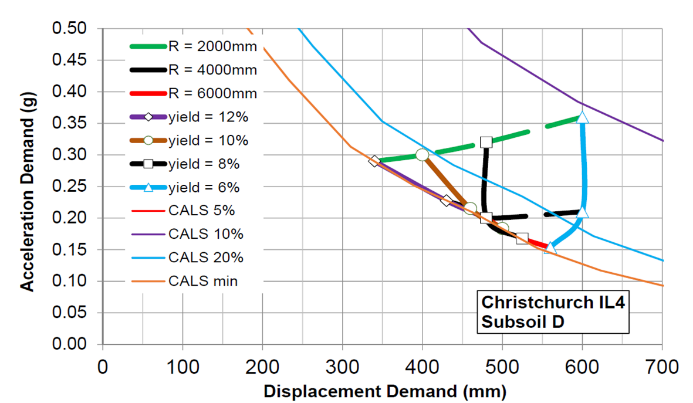 0.50
0.45
0.40
0.35
0.30
0.25
0.20
0.15
0.10
0.05
0.00
Acceleration Demand (g)
R = 2000mm
R = 4000mm
R = 6000mm
yield = 12%
yield = 10%
yield = 8%
yield = 6%
CALS 5%
CALS 10%
CALS 20%
CALS min
Christchurch IL4
Subsoil D
0 100 200 300 400 500 600 700
Displacement Demand (mm)